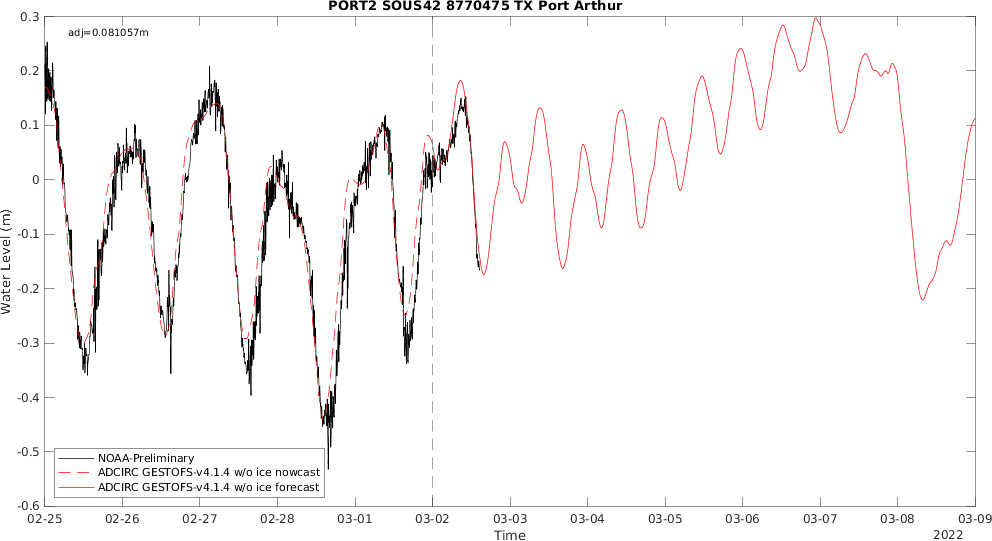 PORT2 SOUS42 8770475 TX Port Arthur
adj=0.081057m
0.3
0.2
0.1
0
-0.1
-0.2
-0.3
-0.4
-0.5
-0.6
Water Level (m)
NOAA-Preliminary
ADCIRC GESTOFS-v4.1.4 w/o ice nowcast
ADCIRC GESTOFS-v4.1.4 w/o ice forecast
02-25 02-26 02-27 02-28 03-01 03-02 03-03 03-04 03-05 03-06 03-07 03-08 03-09
Time
2022